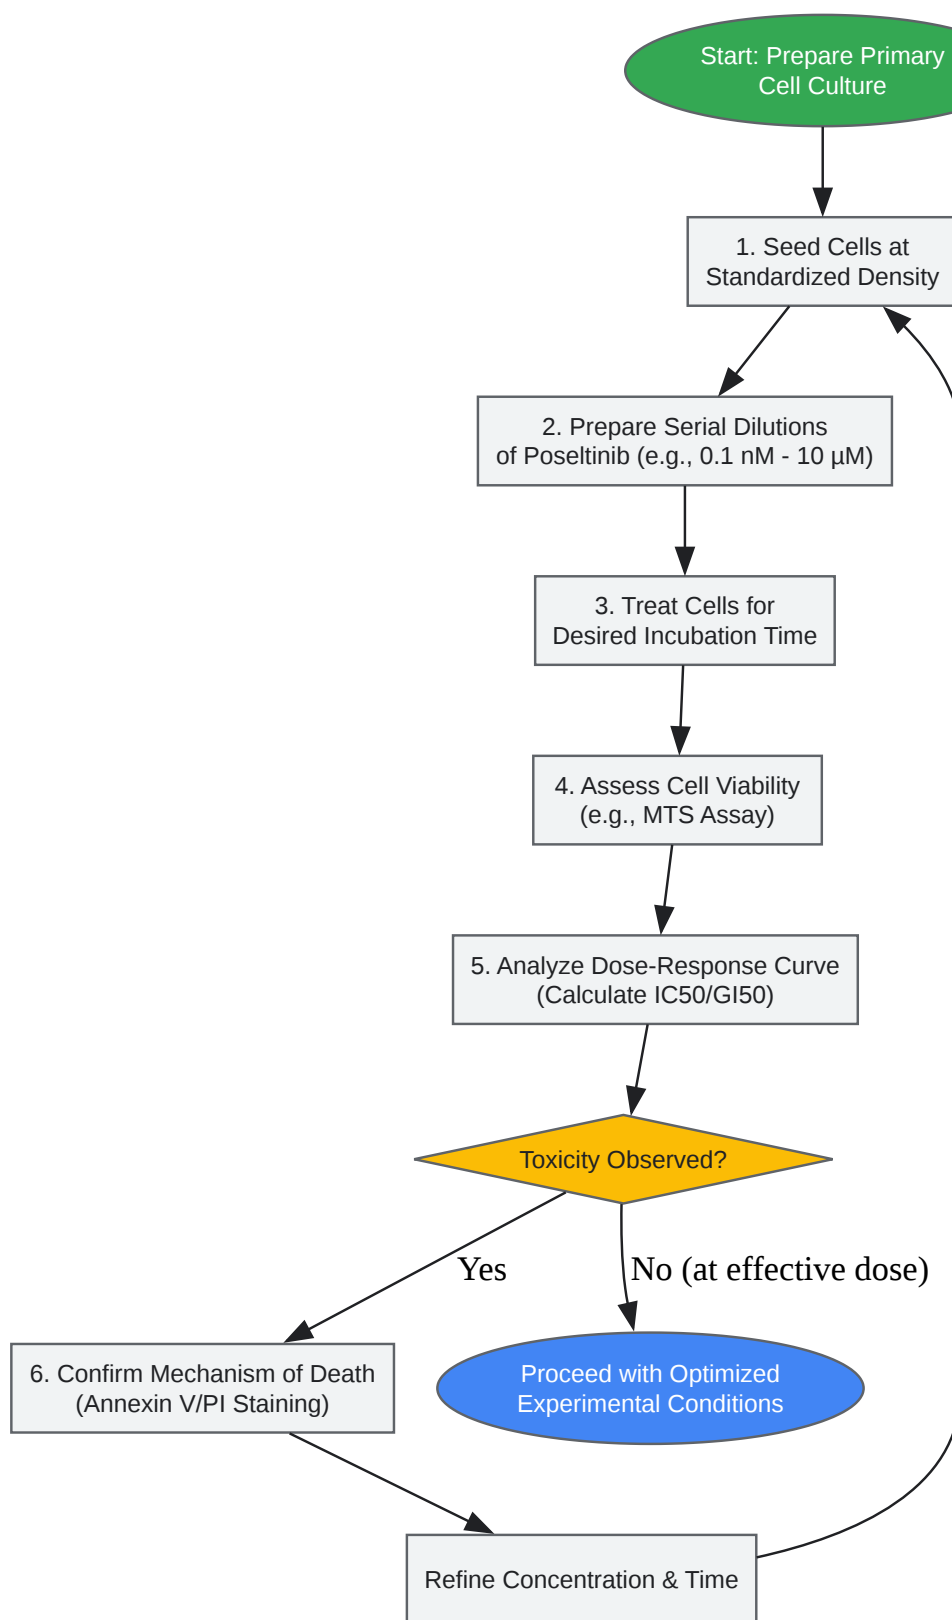 Start: Prepare Primary
Cell Culture
1. Seed Cells at
Standardized Density
2. Prepare Serial Dilutions
of Poseltinib (e.g., 0.1 nM - 10 µM)
3. Treat Cells for
Desired Incubation Time
4. Assess Cell Viability
(e.g., MTS Assay)
5. Analyze Dose-Response Curve
(Calculate IC50/GI50)
Toxicity Observed?
Yes
No (at effective dose)
6. Confirm Mechanism of Death
(Annexin V/PI Staining)
Proceed with Optimized
Experimental Conditions
Refine Concentration & Time